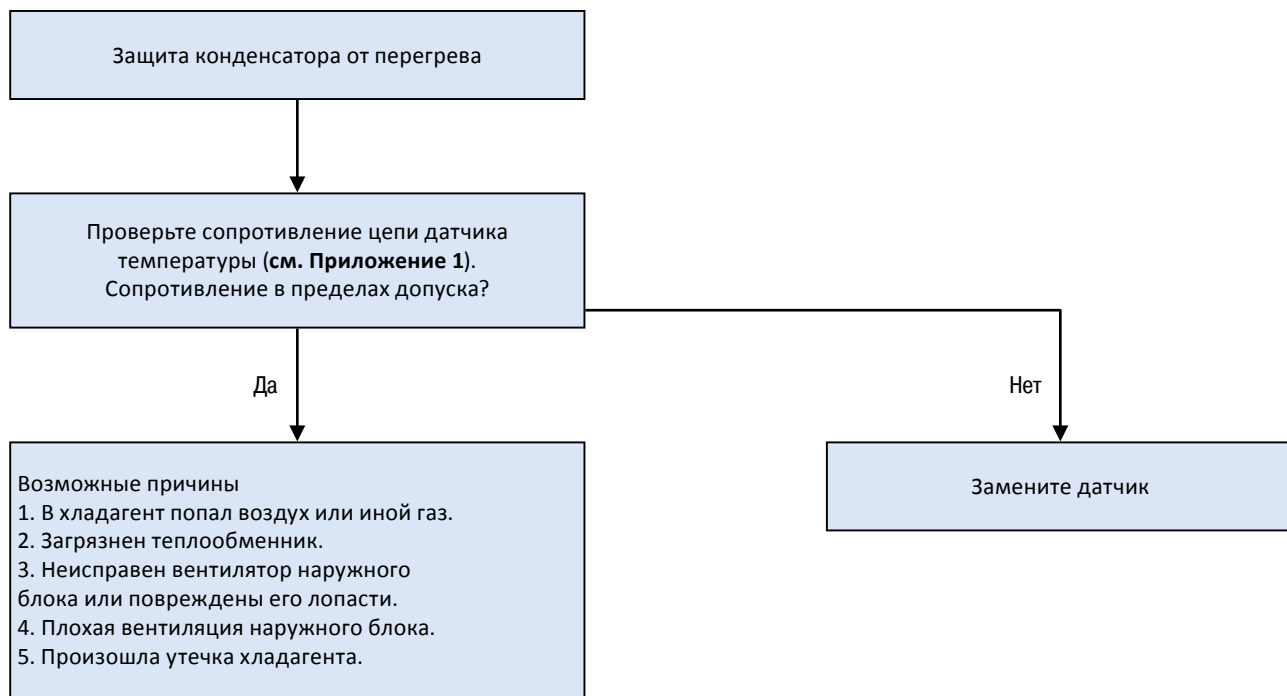 Защита конденсатора от перегрева
Проверьте сопротивление цепи датчика
температуры (см. Приложение 1).
Сопротивление в пределах допуска?
Да
Нет
Возможные причины
1. В хладагент попал воздух или иной газ.
2. Загрязнен теплообменник.
3. Неисправен вентилятор наружного
блока или повреждены его лопасти.
4. Плохая вентиляция наружного блока.
5. Произошла утечка хладагента.
Замените датчик